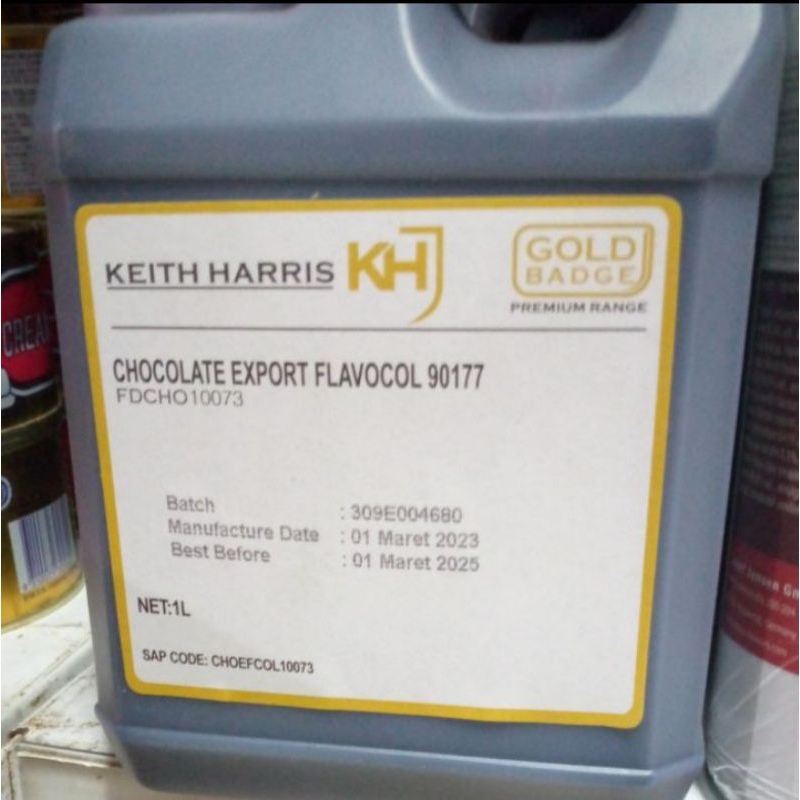 KEITH HARRIS KH
GOLD
BADGE
PREMIUM RANGE
CHOCOLATE EXPORT FLAVOCOL 90177
FDCHO10073
Batch : 309E004680
Manufacture Date : 01 Maret 2023
Best Before : 01 Maret 2025
NET:1L
SAP CODE: CHOEFCOL10073